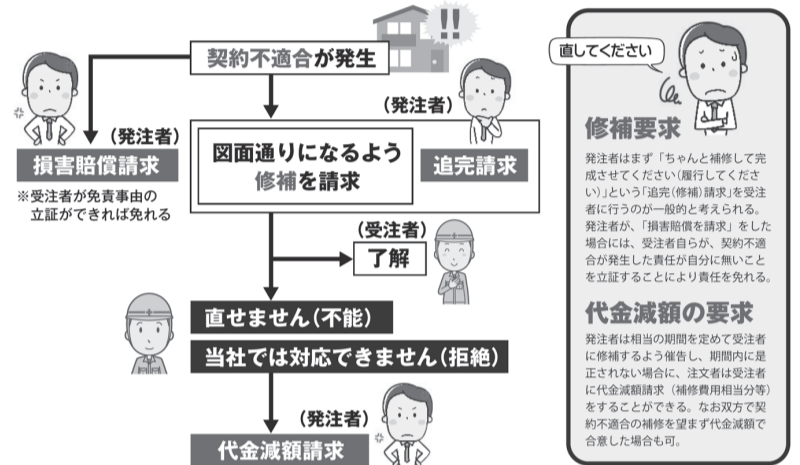 契約不適合が発生
!!
(発注者)
損害賠償請求
※受注者が免責事由の
立証ができれば免れる
(発注者)
図面通りになるよう
修補を請求
追完請求
(受注者)
了解
直せません(不能)
当社では対応できません(拒絶)
(発注者)
代金減額請求
直してください
修補要求
発注者はまず「ちゃんと補修して完
成させてください(履行してくださ
い)」という「追完(修補)請求」を受注
者に行うのが一般的と考えられる。
発注者が、「損害賠償を請求」をした
場合には、受注者自らが、契約不適
合が発生した責任が自分に無いこと
を立証することにより責任を免れる。
代金減額の要求
発注者は相当の期間を定めて受注者
に修補するよう催告し、期間内に是
正されない場合に、注文者は受注者
に代金減額請求(補修費用相当分等)
をすることができる。なお双方で契
約不適合の補修を望まず代金減額で
合意した場合も可。